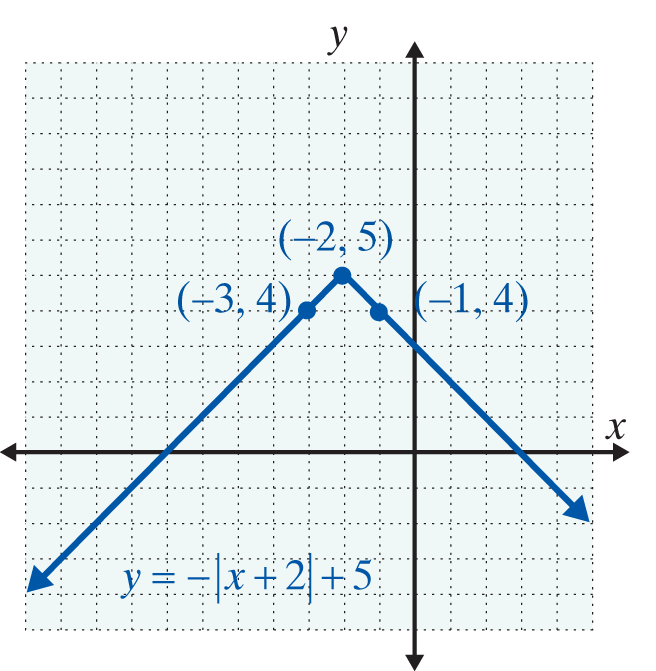 y
(–2, 5)
(–3, 4)
(–1, 4)
x
y = –|x + 2| + 5